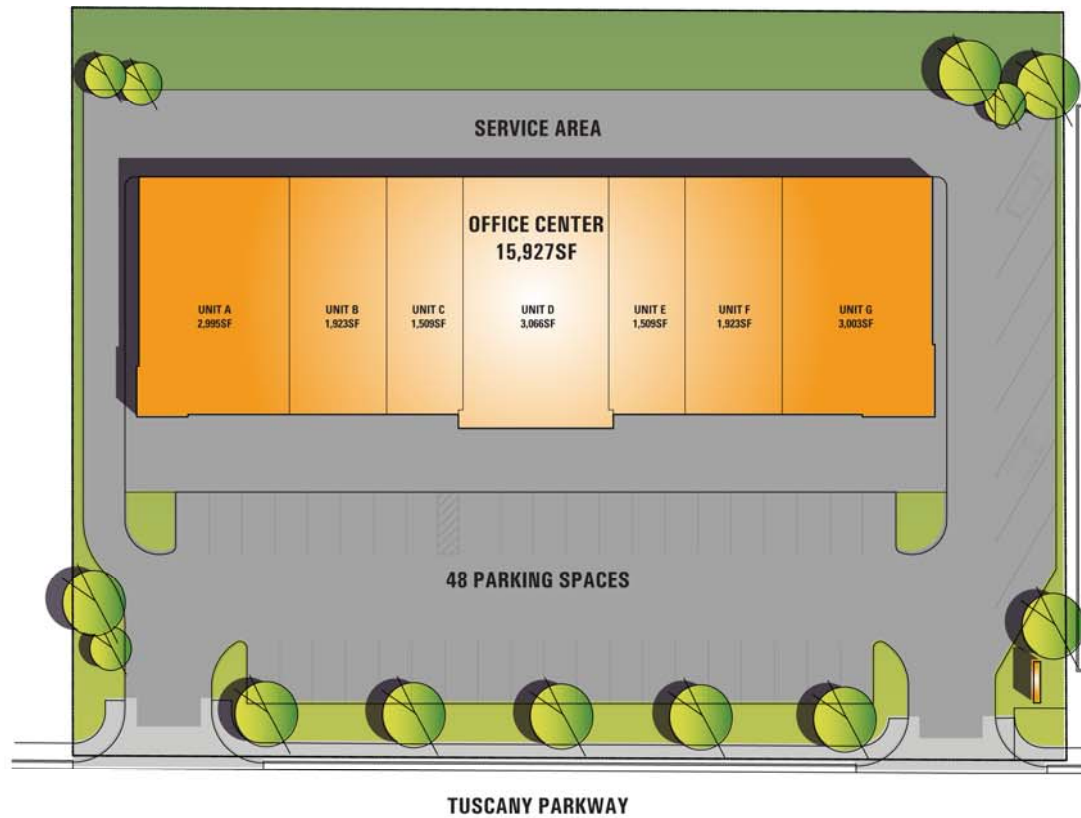 SERVICE AREA
OFFICE CENTER
15,927SF
UNIT A
2,995SF
UNIT B
1,923SF
UNIT C
1,509SF
UNIT D
3,066SF
UNIT E
1,509SF
UNIT F
1,923SF
UNIT G
3,003SF
48 PARKING SPACES
TUSCANY PARKWAY